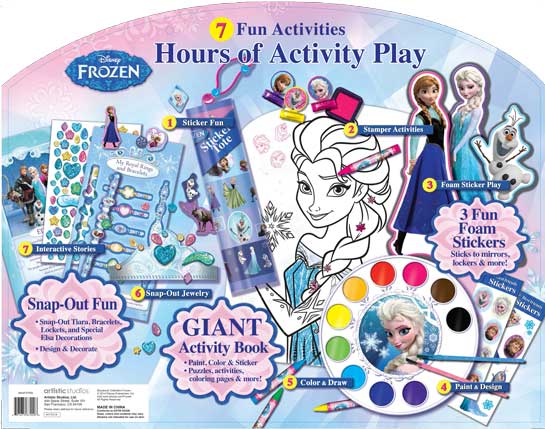 7 Fun Activities
Hours of Activity Play
Disney
FROZEN
1 Sticker Fun
2 Stamper Activities
My Royal Rings
and Bracelets
3 Foam Sticker Play
3 Fun
Foam
Stickers
Sticks to mirrors,
lockers & more!
7 Interactive Stories
6 Snap-Out Jewelry
Snap-Out Fun
• Snap-Out Tiara, Bracelets,
Lockets, and Special
Elsa Decorations
• Design & Decorate
GIANT
Activity Book
• Paint, Color & Sticker
• Puzzles, activities,
coloring pages & more!
Stickers
Stickers
5 Color & Draw
4 Paint & Design
artisticstudios
Artistic Studios, Ltd.
MADE IN CHINA